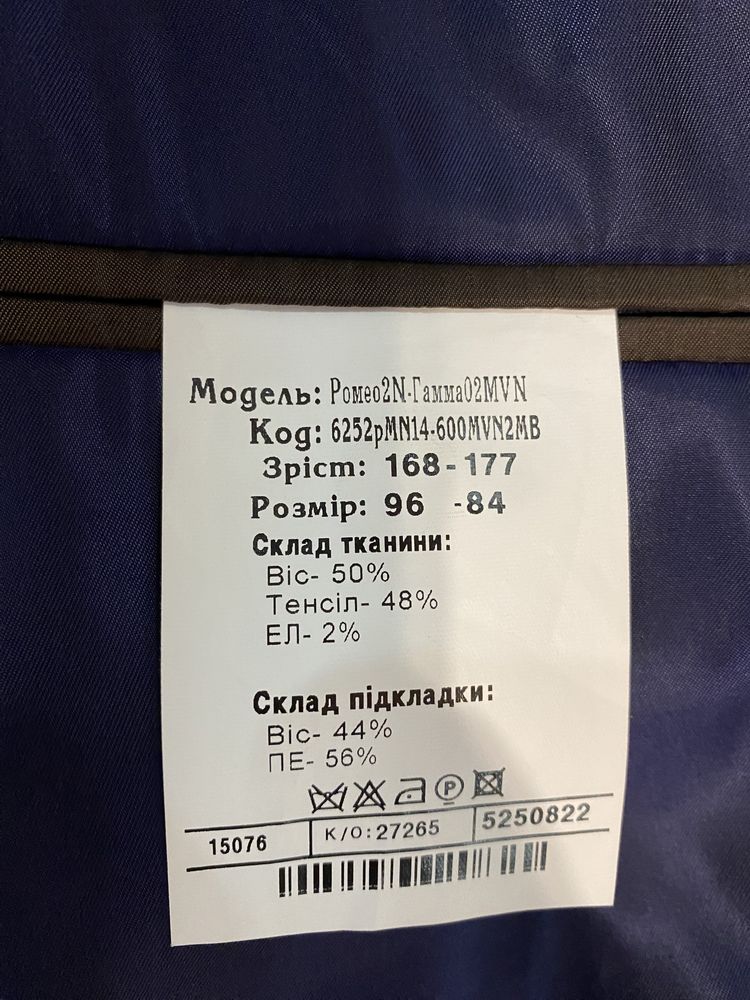 Модель: Ромео2N-Гамма02MVN
Код: 6252рMN14-600MVN2MB
Зріст: 168-177
Розмір: 96 -84
Склад тканини:
Віс- 50%
Тенсіл- 48%
ЕЛ- 2%
Склад підкладки:
Віс- 44%
ПЕ- 56%
P
15076 К/О:27265 5250822